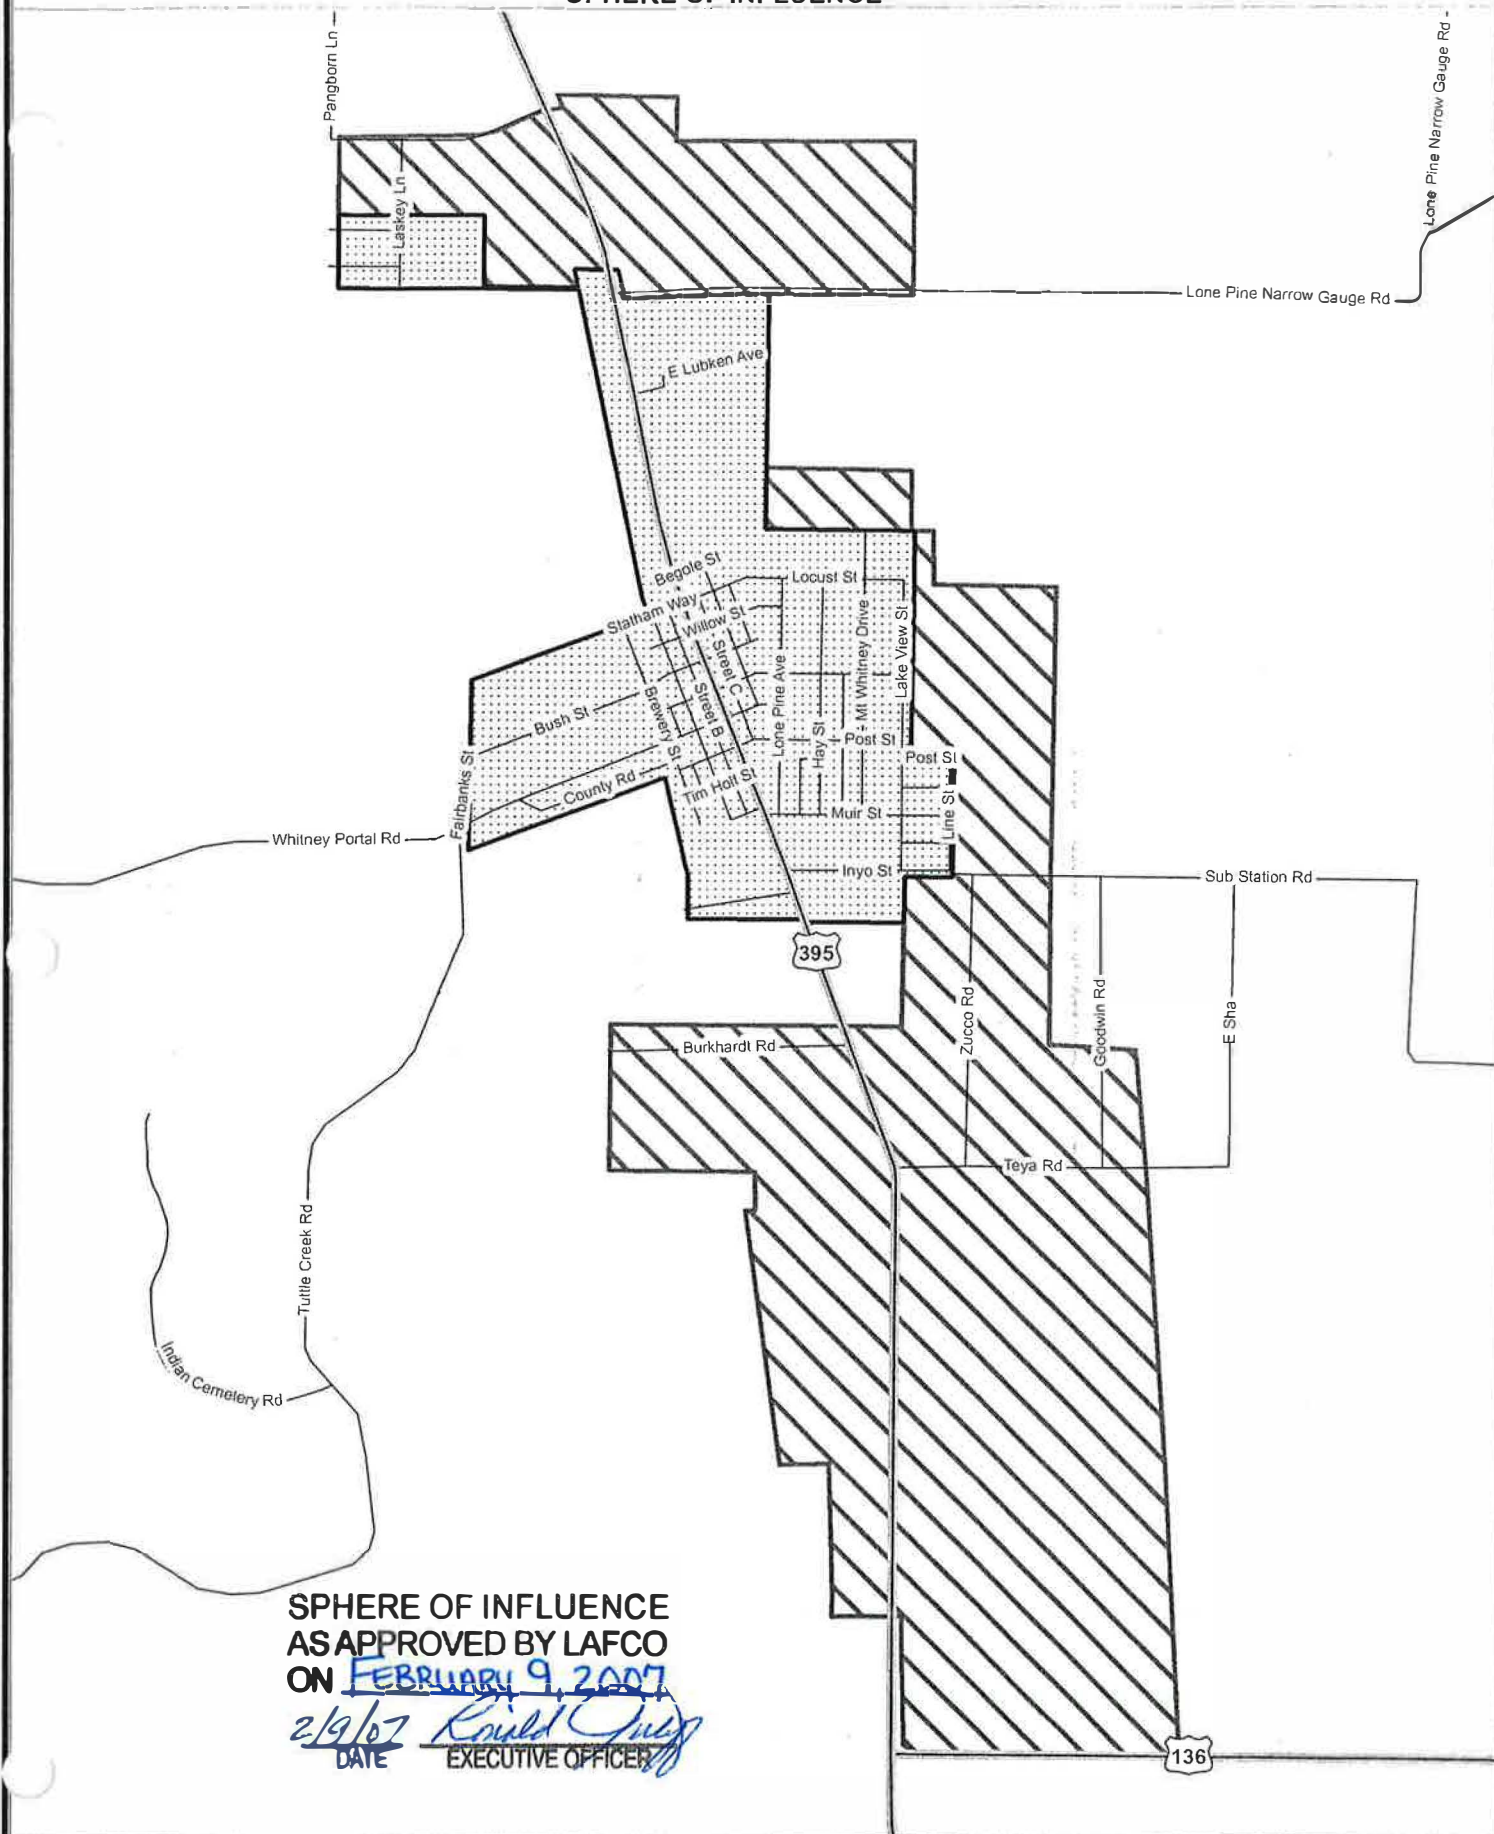 SPHERE OF INFLUENCE
Pangborn Ln
Lone Pine Narrow Gauge Rd
Laskey Ln
Lone Pine Narrow Gauge Rd
E Lubken Ave
Begole St
Locust St
Statham Way
Willow St
Mt Whitney Drive
Lake View St
Street C
Lone Pine Ave
Brewery St
Street B
Bush St
Hay St
Post St
Post St
Fairbanks St
County Rd
Tim Holt St
Line St
Muir St
Whitney Portal Rd
Inyo St
Sub Station Rd
395
Zucco Rd
Goodwin Rd
E Sha
Burkhardt Rd
Teya Rd
Tuttle Creek Rd
Indian Cemetery Rd
SPHERE OF INFLUENCE
AS APPROVED BY LAFCO
ON FEBRUARY 9, 2007
2/9/07
DATE EXECUTIVE OFFICER
136